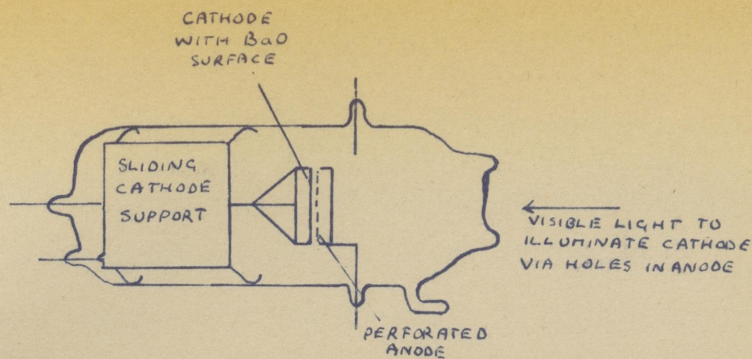 CATHODE
WITH BaO
SURFACE
SLIDING
CATHODE
SUPPORT
VISIBLE LIGHT TO
ILLUMINATE CATHODE
VIA HOLES IN ANODE
PERFORATED
ANODE